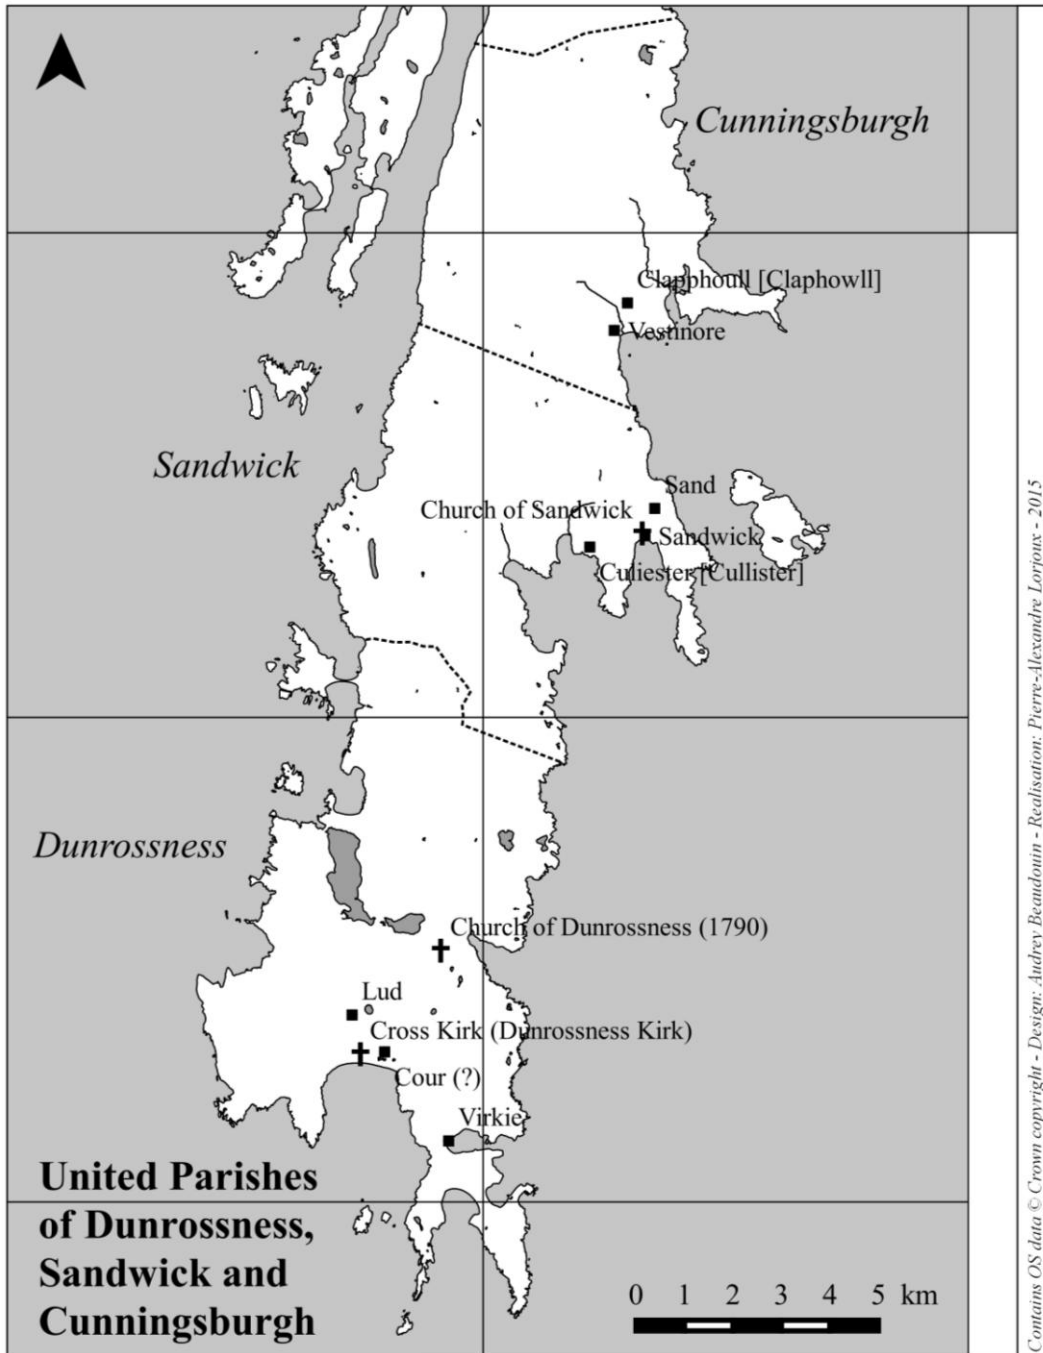 Cunningsburgh
Clapphoull [Claphowll]
Vestinore
Sandwick
Sand
Church of Sandwick
Sandwick
Culiester [Cullister]
Dunrossness
Church of Dunrossness (1790)
Lud
Cross Kirk (Dunrossness Kirk)
Cour (?)
Virkie
United Parishes
of Dunrossness,
Sandwick and
Cunningsburgh
0 1 2 3 4 5 km
Contains OS data © Crown copyright - Design: Audrey Beaudouin - Realisation: Pierre-Alexandre Lorjoux - 2015